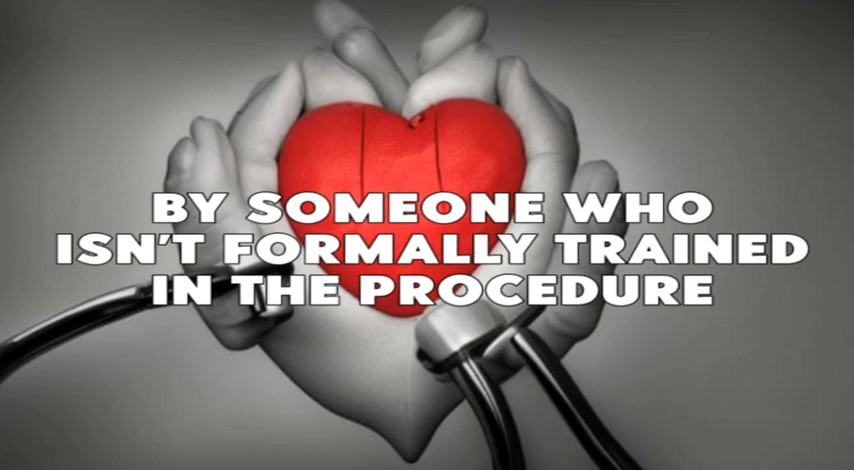 BY SOMEONE WHO
ISN'T FORMALLY TRAINED
IN THE PROCEDURE